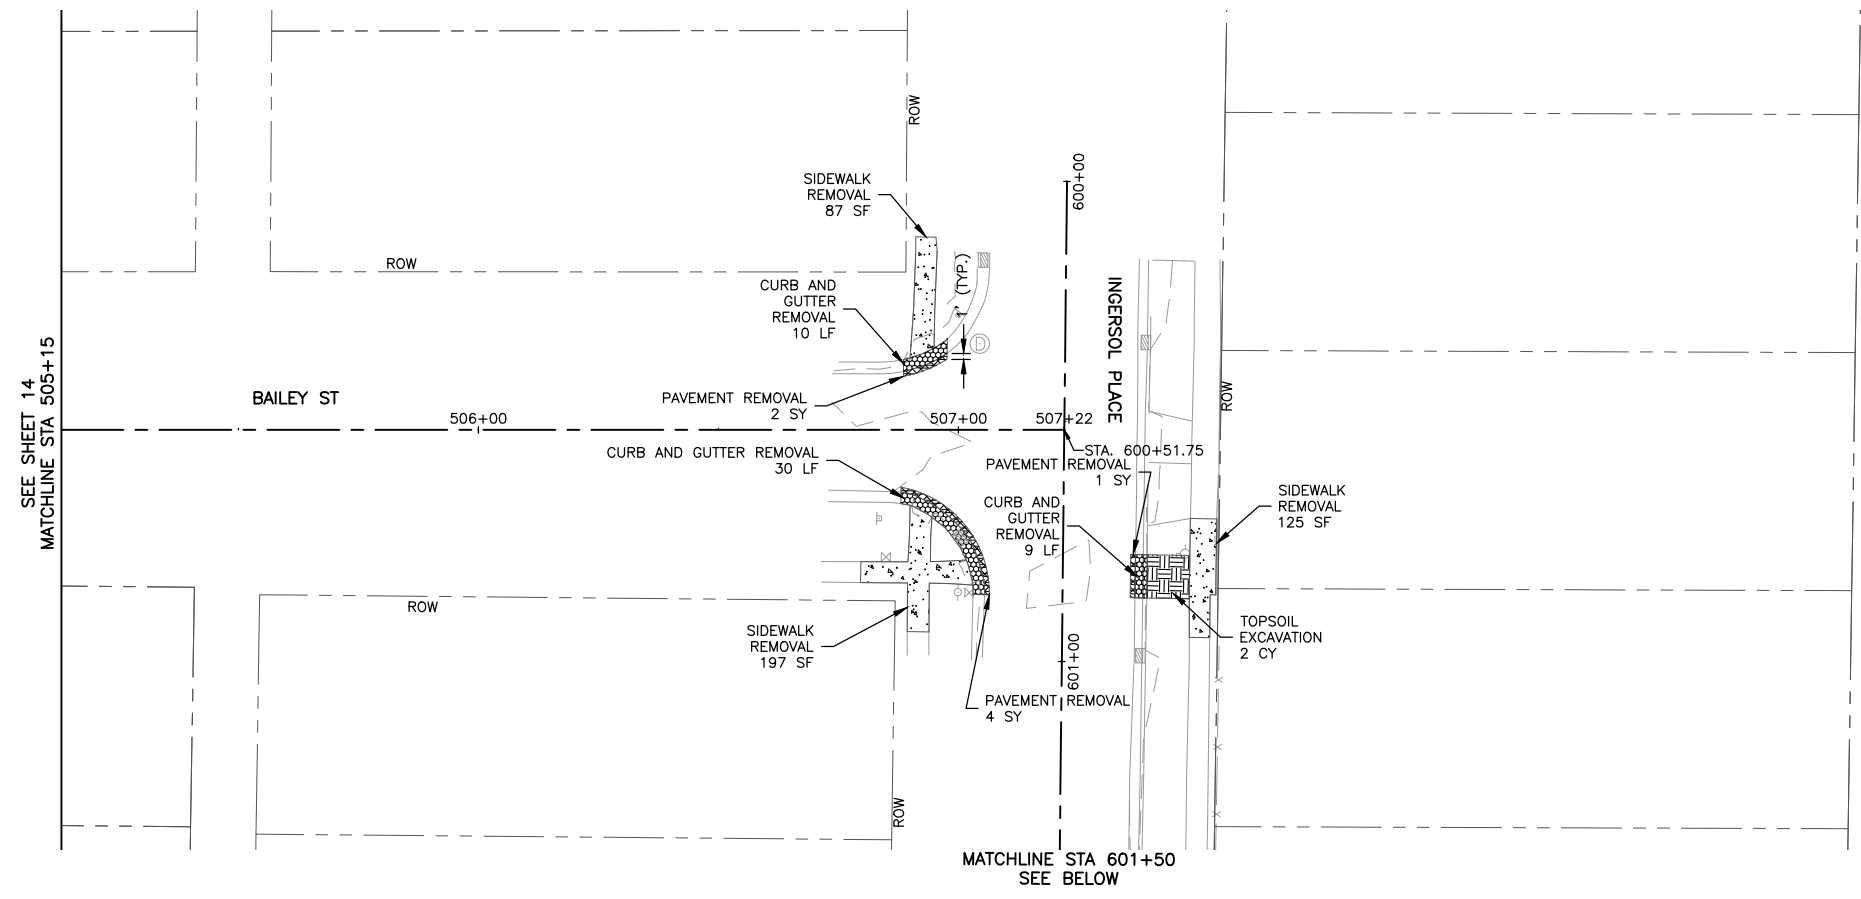 ROW
600+00
SIDEWALK
REMOVAL
87 SF
ROW
1' (TYP.)
CURB AND
GUTTER
REMOVAL
10 LF
D
INGERSOL PLACE
SEE SHEET 14
MATCHLINE STA 505+15
BAILEY ST
PAVEMENT REMOVAL
2 SY
ROW
506+00
507+00
507+22
STA. 600+51.75
CURB AND GUTTER REMOVAL
30 LF
PAVEMENT REMOVAL
1 SY
CURB AND
GUTTER
REMOVAL
9 LF
SIDEWALK
REMOVAL
125 SF
ROW
SIDEWALK
REMOVAL
197 SF
TOPSOIL
EXCAVATION
2 CY
601+00
PAVEMENT REMOVAL
4 SY
ROW
MATCHLINE STA 601+50
SEE BELOW